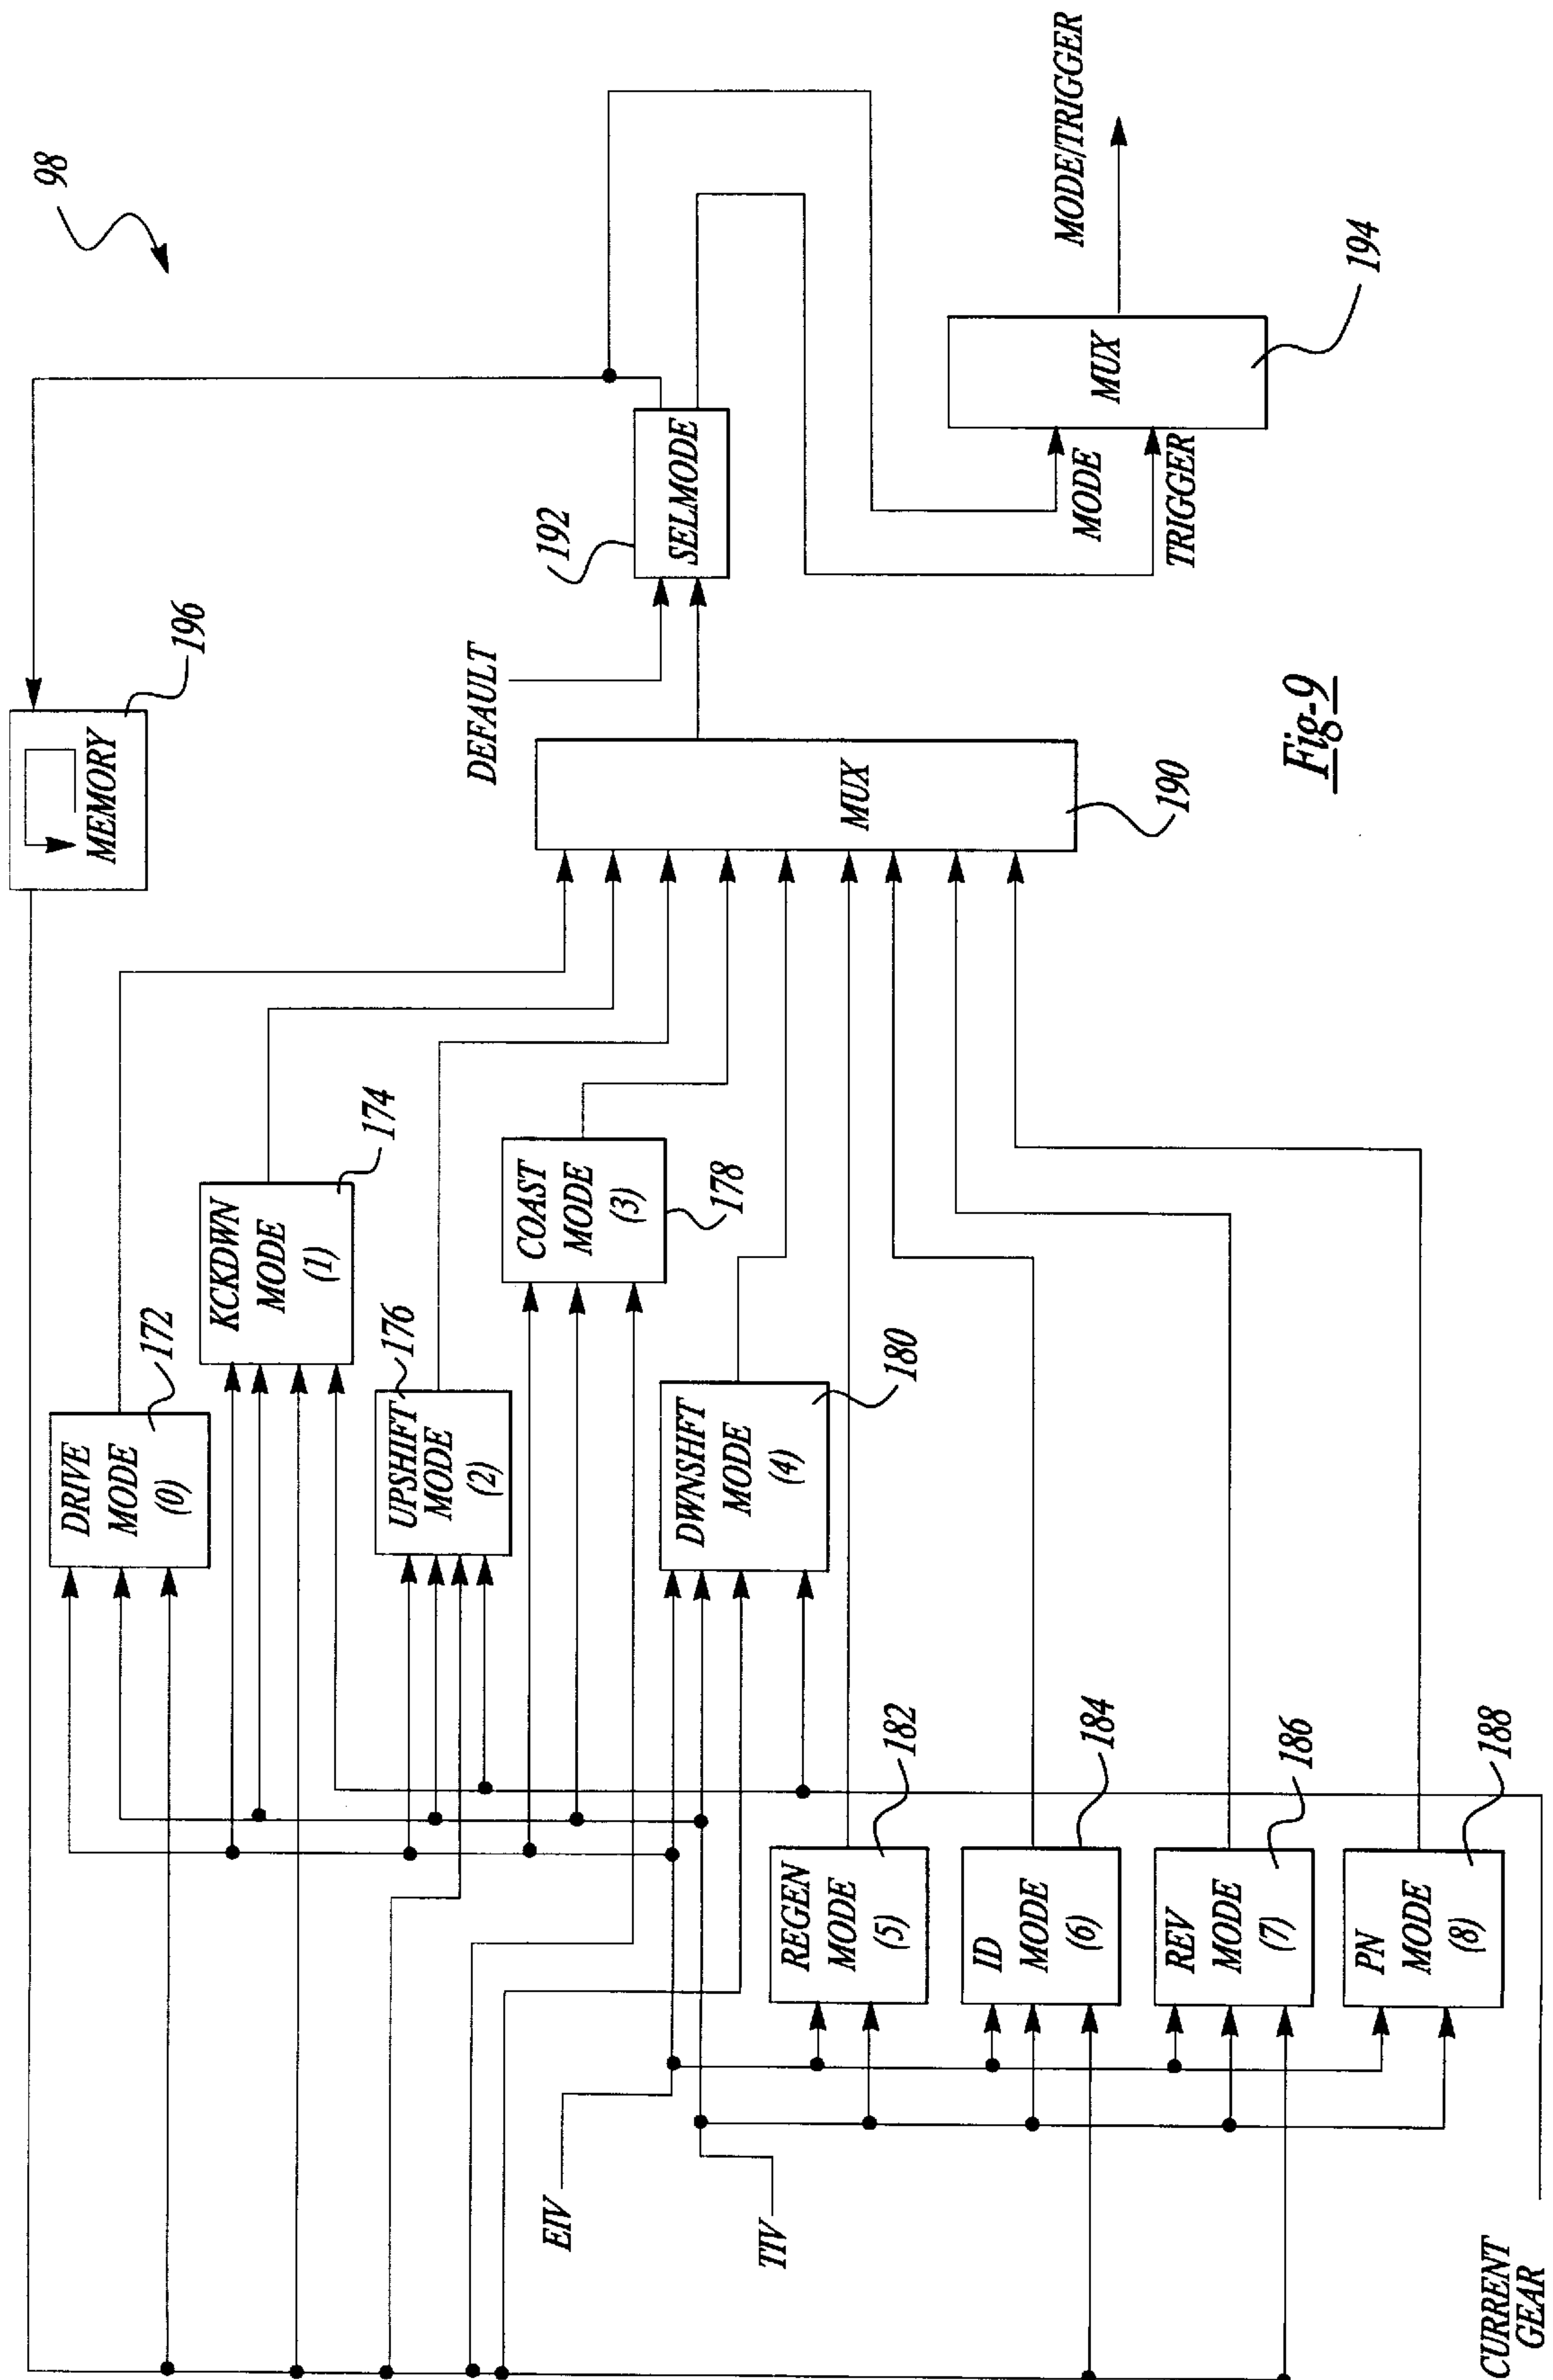 98
MEMORY
196
DRIVE
MODE
(0)
172
KCKDWN
MODE
(1)
174
UPSHIFT
MODE
(2)
176
COAST
MODE
(3)
178
DWNSHFT
MODE
(4)
180
REGEN
MODE
(5)
182
ID
MODE
(6)
184
REV
MODE
(7)
186
PN
MODE
(8)
188
EIV
TIV
CURRENT
GEAR
MUX
190
DEFAULT
SELMODE
192
MODE
TRIGGER
MUX
194
MODE/TRIGGER
Fig-9